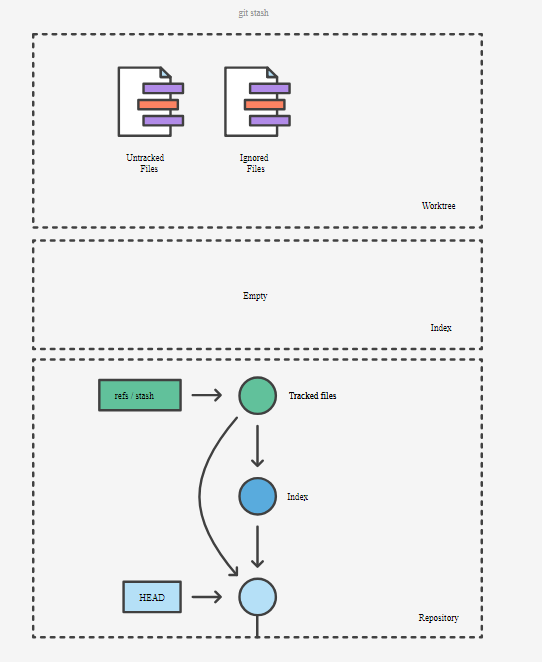 git stash
Untracked
Files
Ignored
Files
Worktree
Empty
Index
refs / stash
Tracked files
Index
HEAD
Repository